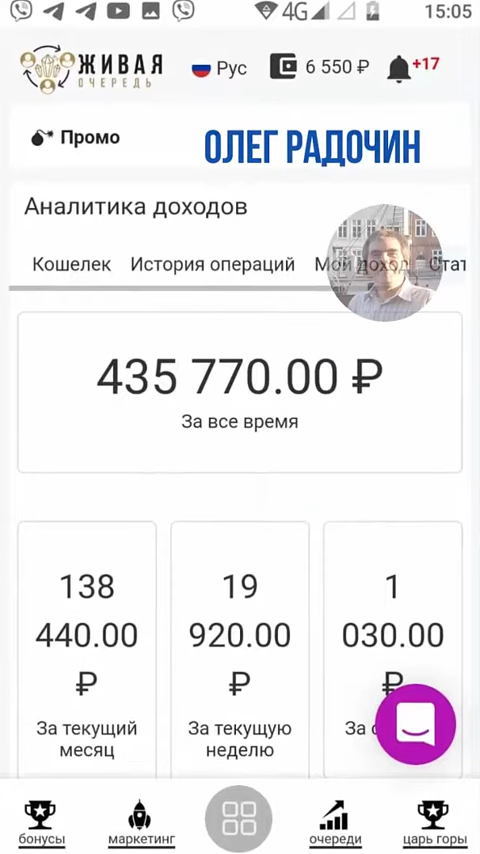 4G 15:05
ЖИВАЯ
ОЧЕРЕДЬ
Рус
6 550 ₽
+17
Промо
ОЛЕГ РАДОЧИН
Аналитика доходов
Кошелек История операций Мой доход Стат
435 770.00 ₽
За все время
138
440.00
₽
За текущий
месяц
19
920.00
₽
За текущую
неделю
1
030.00
₽
За с
бонусы маркетинг очереди царь горы